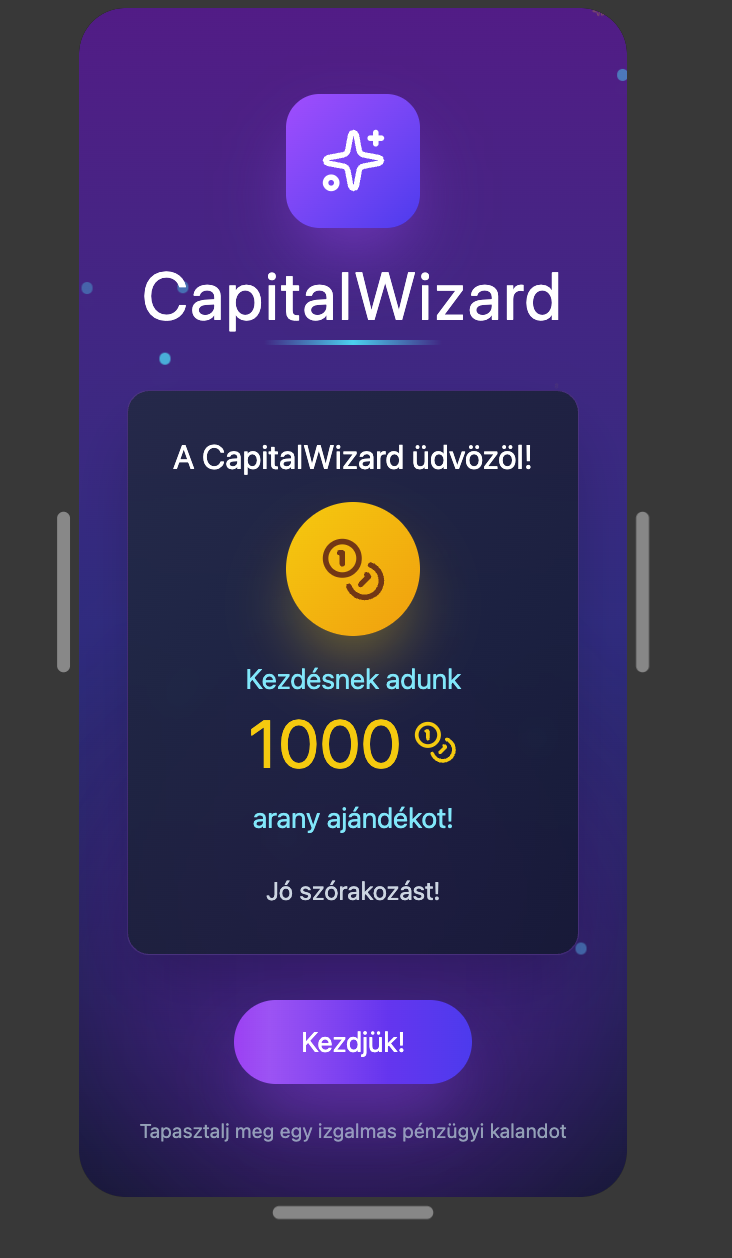 CapitalWizard
A CapitalWizard üdvözöl!
Kezdésnek adunk
1000
arany ajándékot!
Jó szórakozást!
Kezdjük!
Tapasztalj meg egy izgalmas pénzügyi kalandot